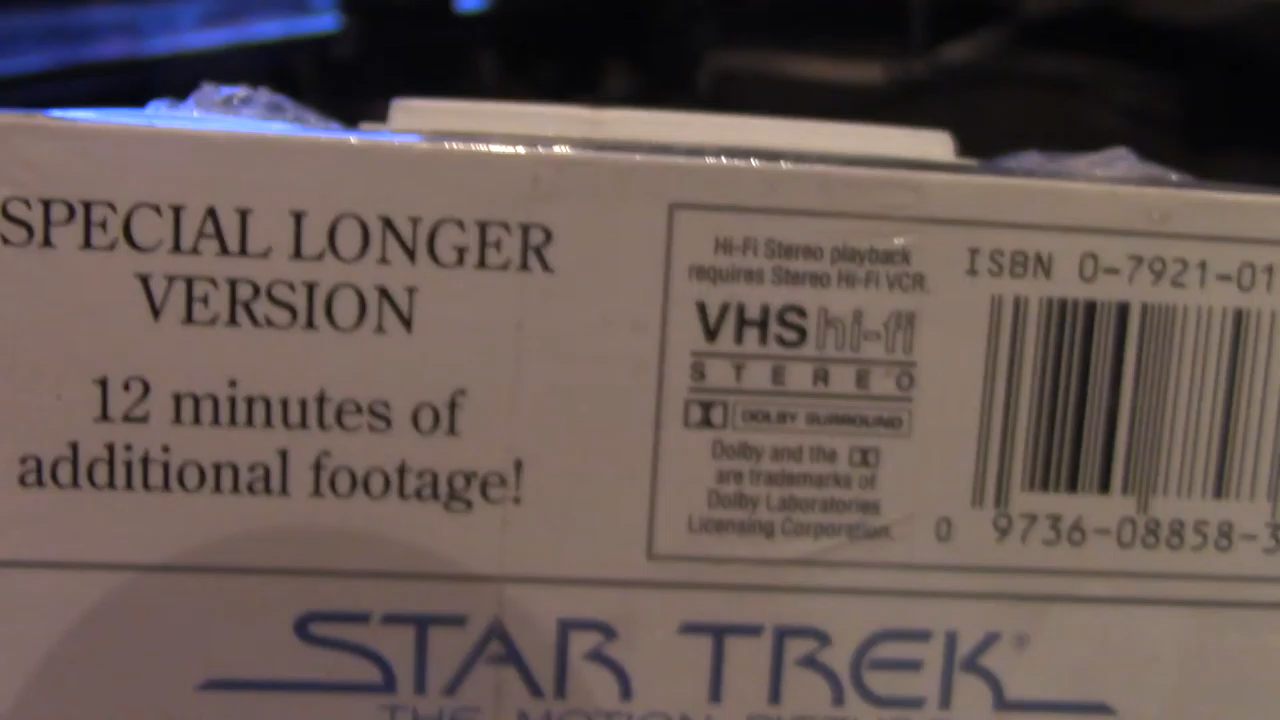 SPECIAL LONGER
VERSION
12 minutes of
additional footage!
Hi-Fi Stereo playback
requires Stereo Hi-Fi VCR.
VHS hi-fi
STEREO
DOLBY SURROUND
Dolby and the
are trademarks of
Dolby Laboratories
Licensing Corporation.
ISBN 0-7921-01
0 9736-08858-3
STAR TREK®
THE MOTION PICTURE